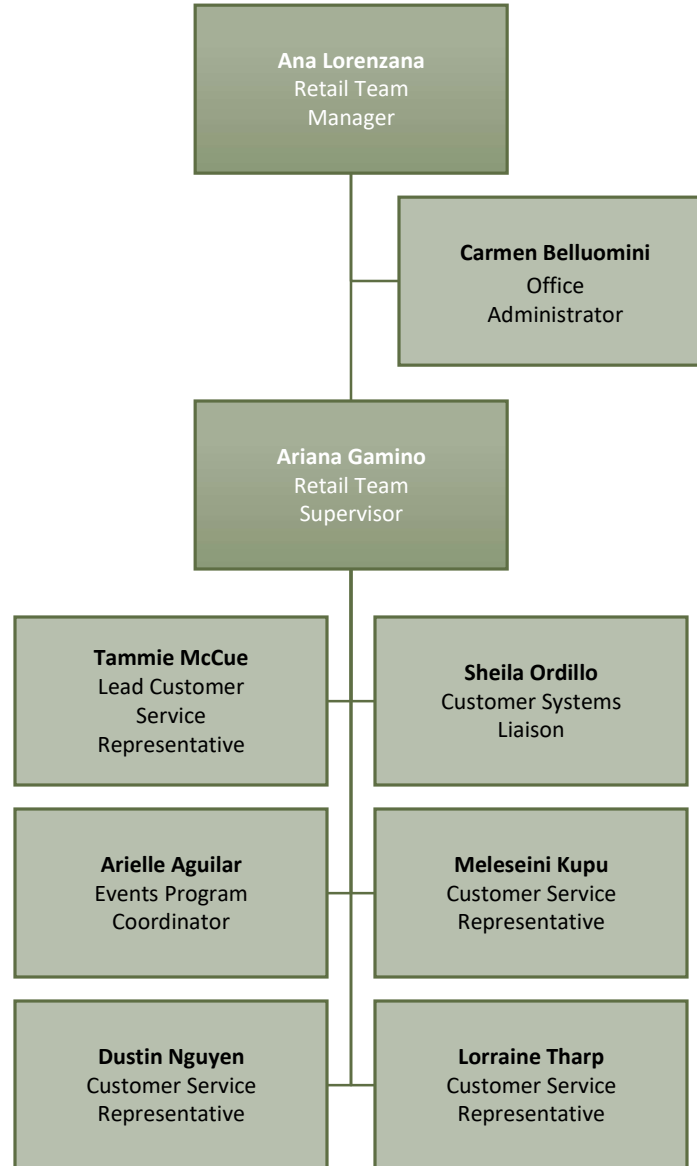 Ana Lorenzana
Retail Team
Manager
Carmen Belluomini
Office
Administrator
Ariana Gamino
Retail Team
Supervisor
Tammie McCue
Lead Customer
Service
Representative
Sheila Ordillo
Customer Systems
Liaison
Arielle Aguilar
Events Program
Coordinator
Meleseini Kupu
Customer Service
Representative
Dustin Nguyen
Customer Service
Representative
Lorraine Tharp
Customer Service
Representative